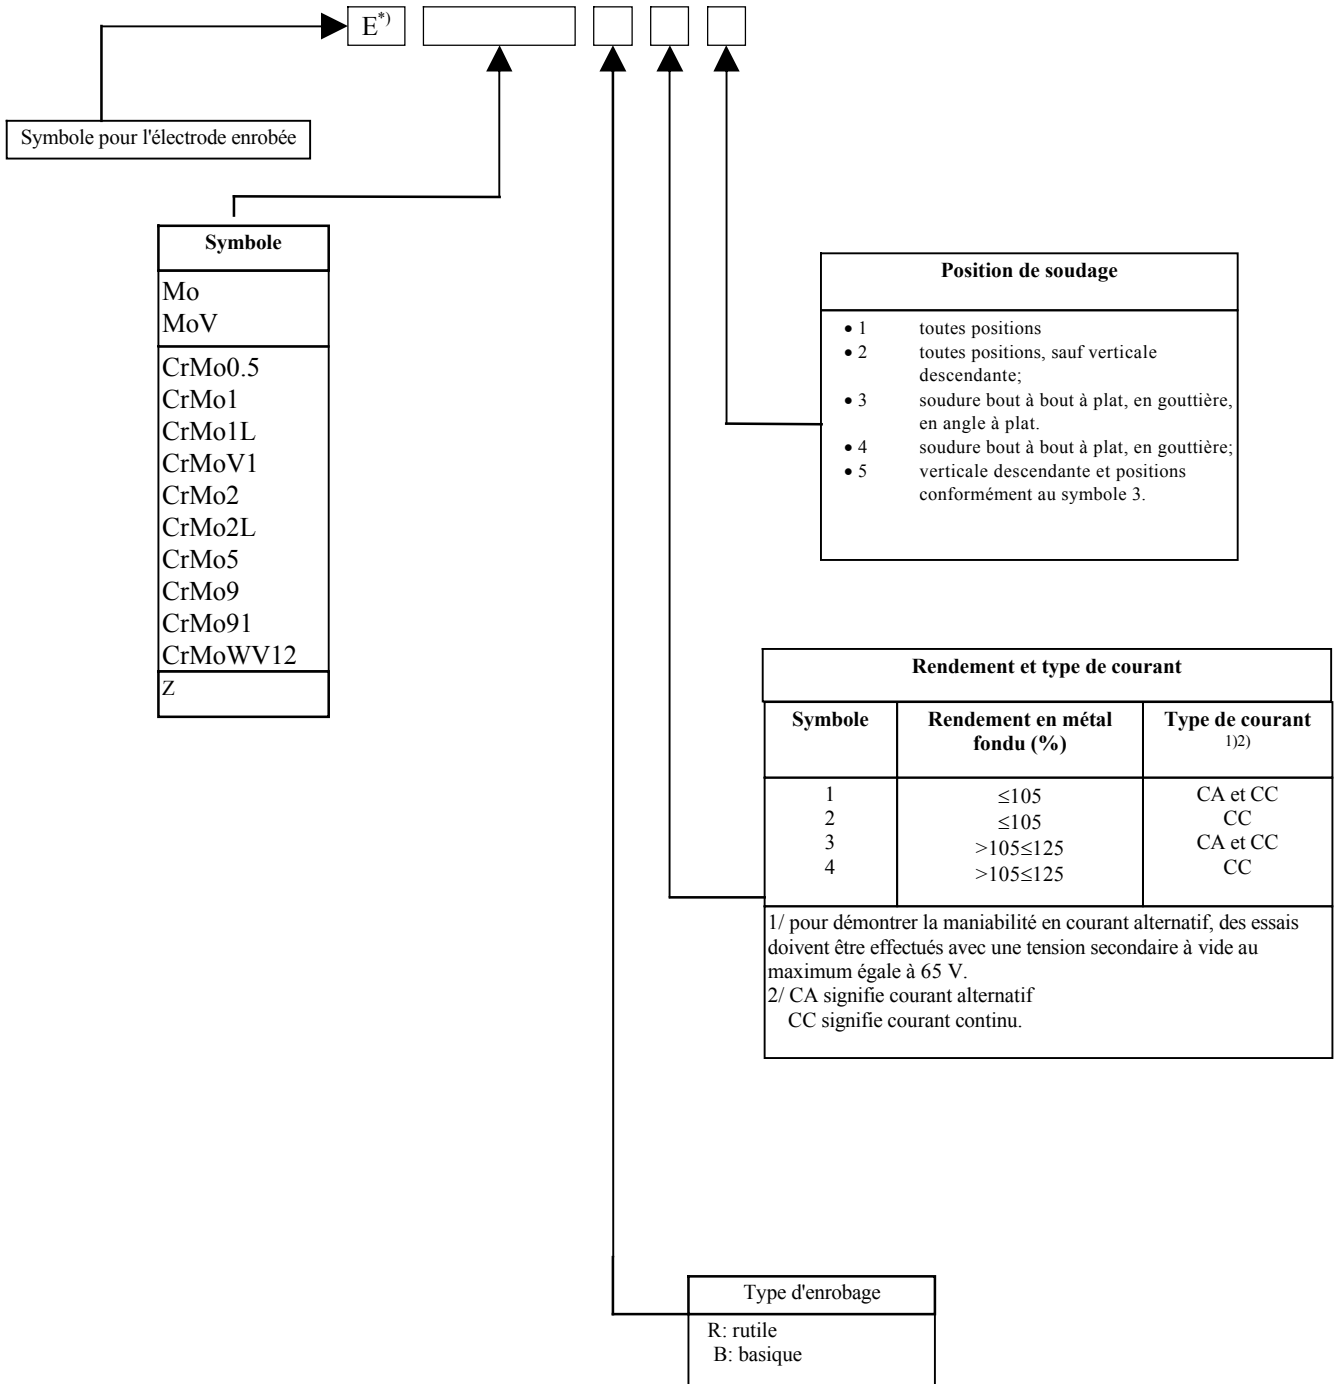 E*)
Symbole pour l'électrode enrobée
Symbole
Mo
MoV
CrMo0.5
CrMo1
CrMo1L
CrMoV1
CrMo2
CrMo2L
CrMo5
CrMo9
CrMo91
CrMoWV12
Z
Position de soudage
• 1 toutes positions
• 2 toutes positions, sauf verticale
descendante;
• 3 soudure bout à bout à plat, en gouttière,
en angle à plat.
• 4 soudure bout à bout à plat, en gouttière;
• 5 verticale descendante et positions
conformément au symbole 3.
Rendement et type de courant
Symbole Rendement en métal Type de courant
fondu (%) 1)2)
1 ≤105 CA et CC
2 ≤105 CC
3 >105≤125 CA et CC
4 >105≤125 CC
1/ pour démontrer la maniabilité en courant alternatif, des essais
doivent être effectués avec une tension secondaire à vide au
maximum égale à 65 V.
2/ CA signifie courant alternatif
CC signifie courant continu.
Type d'enrobage
R: rutile
B: basique